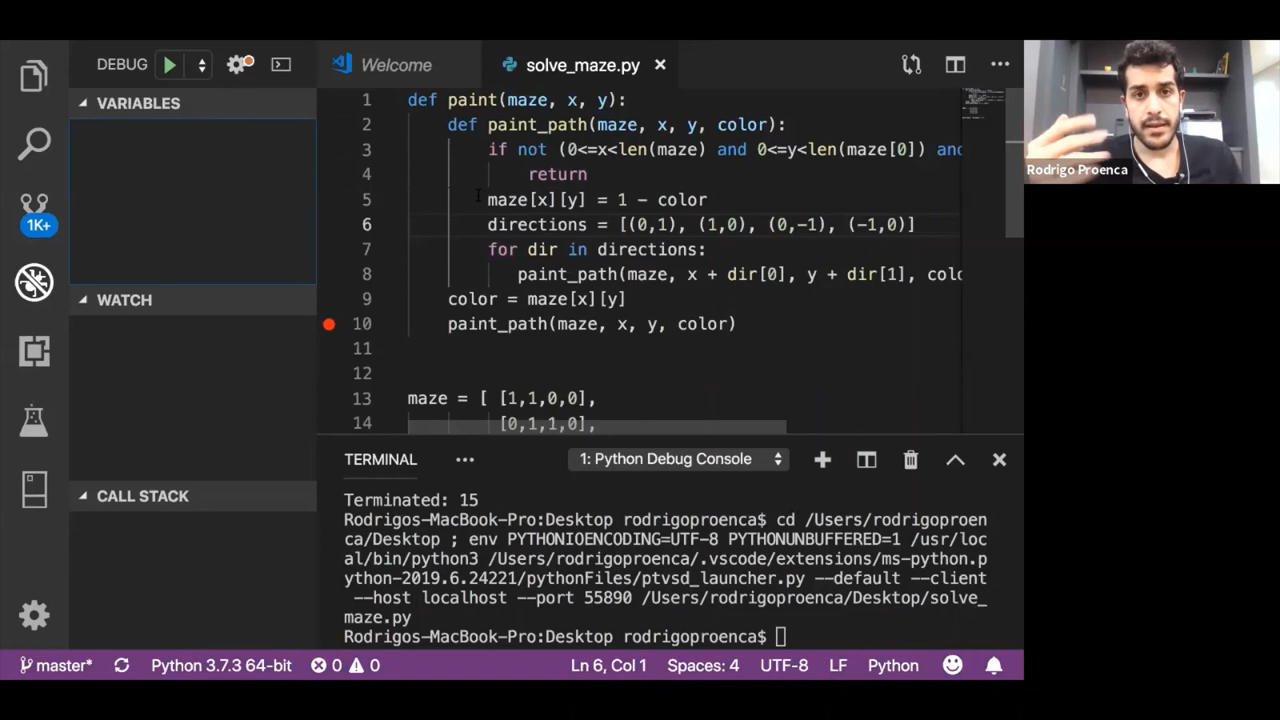 DEBUG
Welcome
solve_maze.py
VARIABLES
WATCH
CALL STACK
1K+
1 def paint(maze, x, y):
2 def paint_path(maze, x, y, color):
3 if not (0<=x<len(maze) and 0<=y<len(maze[0]) and
4 return
5 maze[x][y] = 1 - color
6 directions = [(0,1), (1,0), (0,-1), (-1,0)]
7 for dir in directions:
8 paint_path(maze, x + dir[0], y + dir[1], colo
9 color = maze[x][y]
10 paint_path(maze, x, y, color)
11
12
13 maze = [ [1,1,0,0],
14 [0,1,1,0],
Rodrigo Proenca
TERMINAL
1: Python Debug Console
Terminated: 15
Rodrigos-MacBook-Pro:Desktop rodrigoproenca$ cd /Users/rodrigoproen
ca/Desktop ; env PYTHONIOENCODING=UTF-8 PYTHONUNBUFFERED=1 /usr/loc
al/bin/python3 /Users/rodrigoproenca/.vscode/extensions/ms-python.p
ython-2019.6.24221/pythonFiles/ptvsd_launcher.py --default --client
--host localhost --port 55890 /Users/rodrigoproenca/Desktop/solve_
maze.py
Rodrigos-MacBook-Pro:Desktop rodrigoproenca$
master*
Python 3.7.3 64-bit
0
0
Ln 6, Col 1
Spaces: 4
UTF-8
LF
Python